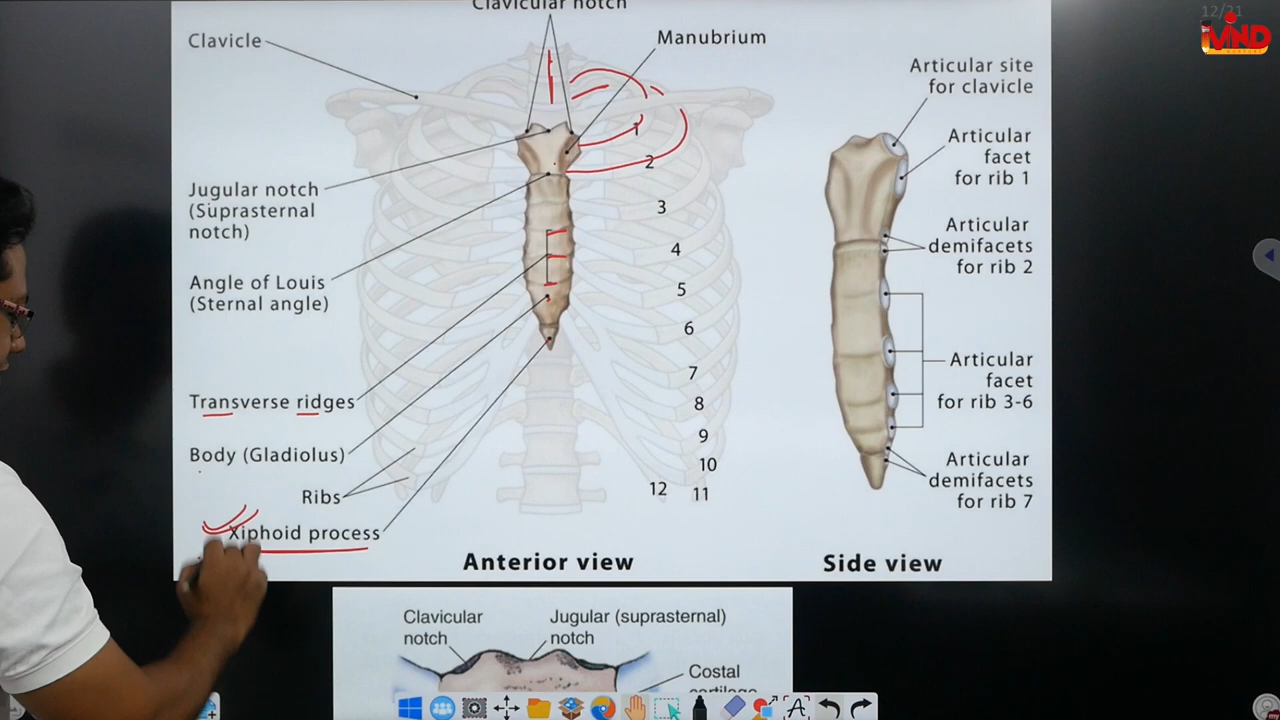 Clavicular notch
12/21
MND
Clavicle
Manubrium
Jugular notch
(Suprasternal
notch)
Angle of Louis
(Sternal angle)
Transverse ridges
Body (Gladiolus)
Ribs
Xiphoid process
1
2
3
4
5
6
7
8
9
10
11
12
Anterior view
Articular site
for clavicle
Articular
facet
for rib 1
Articular
demifacets
for rib 2
Articular
facet
for rib 3-6
Articular
demifacets
for rib 7
Side view
Clavicular
notch
Jugular (suprasternal)
notch
Costal
A